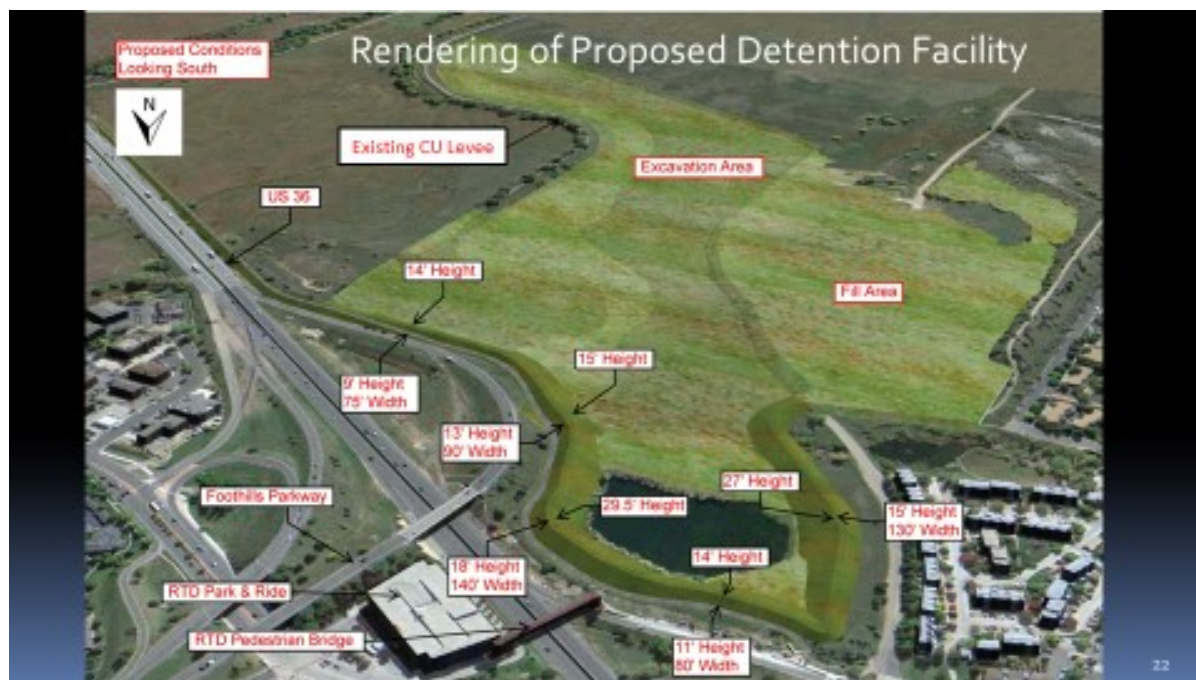 Rendering of Proposed Detention Facility
Proposed Conditions
Looking South
N
Existing CU Levee
Excavation Area
US 36
14' Height
Fill Area
15' Height
9' Height
75' Width
13' Height
90' Width
27' Height
Foothills Parkway
29.5' Height
15' Height
130' Width
14' Height
18' Height
140' Width
RTD Park & Ride
RTD Pedestrian Bridge
11' Height
80' Width
22